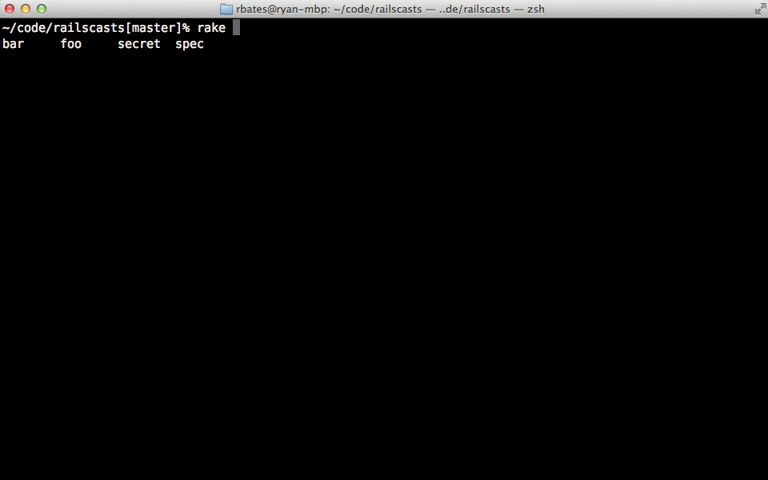 rbates@ryan-mbp: ~/code/railscasts — ..de/railscasts — zsh
~/code/railscasts[master]% rake
bar foo secret spec